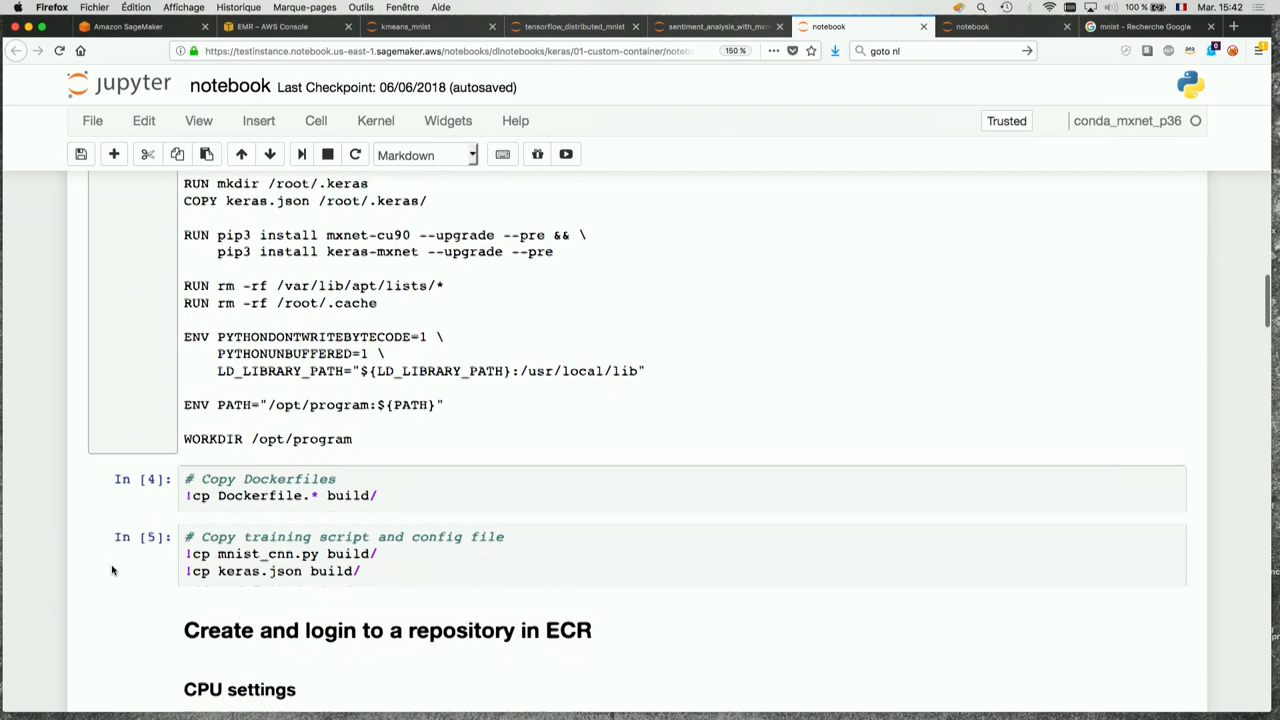 Firefox Fichier Édition Affichage Historique Marque-pages Outils Fenêtre Aide 100 % Mar. 15:42
Amazon SageMaker EMR – AWS Console kmeans_mnist tensorflow_distributed_mnist sentiment_analysis_with_mxn notebook notebook mnist - Recherche Google
https://testinstance.notebook.us-east-1.sagemaker.aws/notebooks/dlnotebooks/keras/01-custom-container/noteb 150 % goto nl
jupyter notebook Last Checkpoint: 06/06/2018 (autosaved)
File Edit View Insert Cell Kernel Widgets Help Trusted conda_mxnet_p36
Markdown
RUN mkdir /root/.keras
COPY keras.json /root/.keras/
RUN pip3 install mxnet-cu90 --upgrade --pre && \
pip3 install keras-mxnet --upgrade --pre
RUN rm -rf /var/lib/apt/lists/*
RUN rm -rf /root/.cache
ENV PYTHONDONTWRITEBYTECODE=1 \
PYTHONUNBUFFERED=1 \
LD_LIBRARY_PATH="${LD_LIBRARY_PATH}:/usr/local/lib"
ENV PATH="/opt/program:${PATH}"
WORKDIR /opt/program
In [4]: # Copy Dockerfiles
!cp Dockerfile.* build/
In [5]: # Copy training script and config file
!cp mnist_cnn.py build/
!cp keras.json build/
Create and login to a repository in ECR
CPU settings